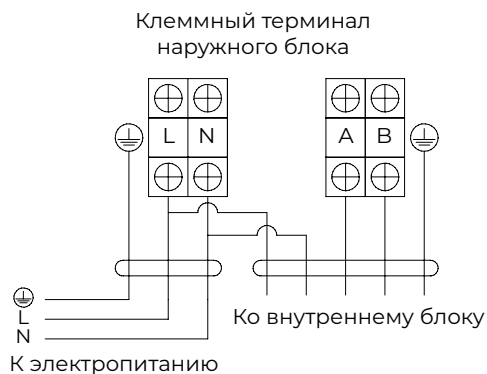 Клеммный терминал
наружного блока
L N A B
L
N
Ко внутреннему блоку
К электропитанию